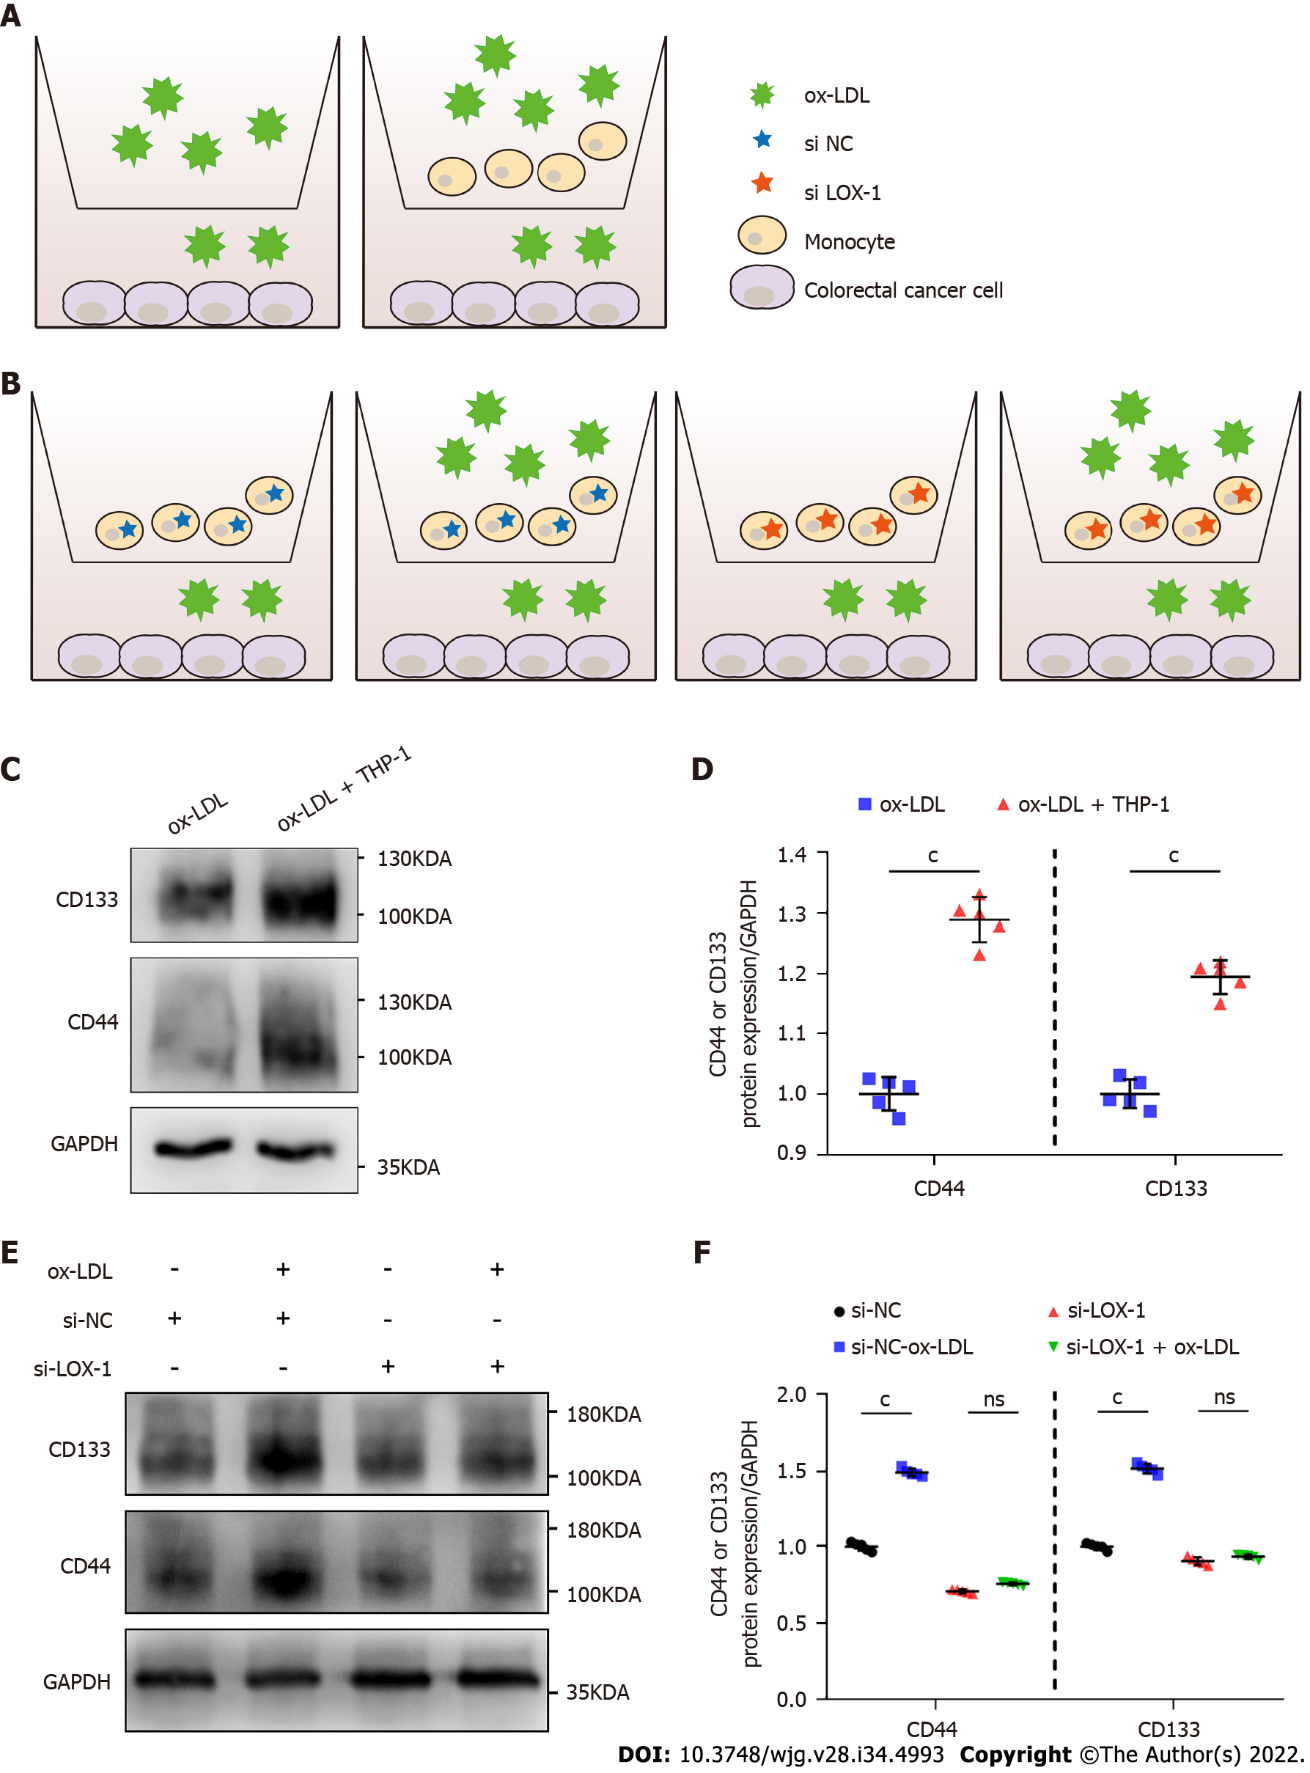 A
ox-LDL
si NC
si LOX-1
Monocyte
Colorectal cancer cell
B
C
ox-LDL
ox-LDL + THP-1
CD133
130KDA
100KDA
CD44
130KDA
100KDA
GAPDH
35KDA
D
ox-LDL
ox-LDL + THP-1
CD44 or CD133
protein expression/GAPDH
1.4
1.3
1.2
1.1
1.0
0.9
c
c
CD44
CD133
E
ox-LDL - + - +
si-NC + + - -
si-LOX-1 - - + +
CD133
180KDA
100KDA
CD44
180KDA
100KDA
GAPDH
35KDA
F
si-NC
si-LOX-1
si-NC-ox-LDL
si-LOX-1 + ox-LDL
CD44 or CD133
protein expression/GAPDH
2.0
1.5
1.0
0.5
0.0
c
ns
c
ns
CD44
CD133
DOI: 10.3748/wjg.v28.i34.4993 Copyright ©The Author(s) 2022.